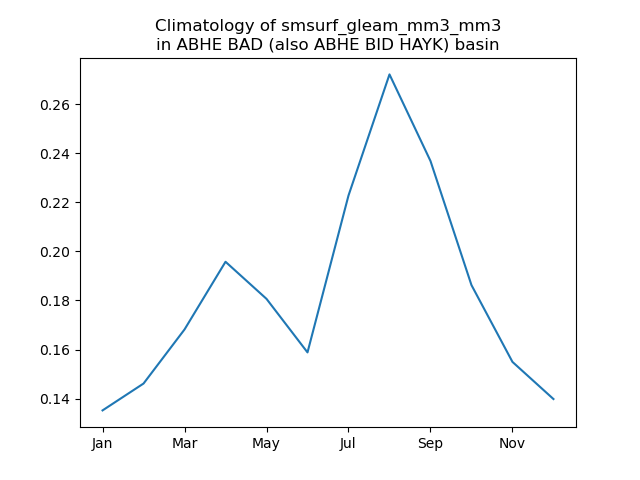 Climatology of smsurf_gleam_mm3_mm3
in ABHE BAD (also ABHE BID HAYK) basin
0.26
0.24
0.22
0.20
0.18
0.16
0.14
Jan Mar May Jul Sep Nov